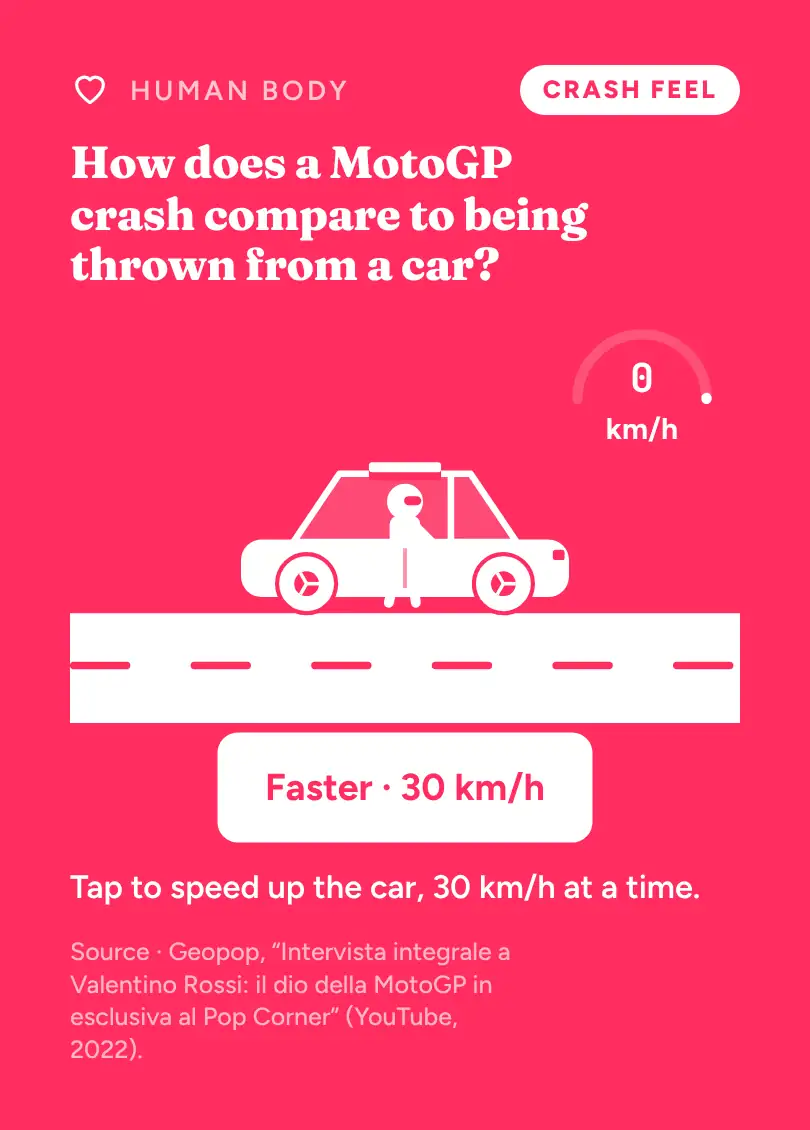 HUMAN BODY
CRASH FEEL
How does a MotoGP
crash compare to being
thrown from a car?
0
km/h
Faster · 30 km/h
Tap to speed up the car, 30 km/h at a time.
Source · Geopop, “Intervista integrale a
Valentino Rossi: il dio della MotoGP in
esclusiva al Pop Corner” (YouTube,
2022).